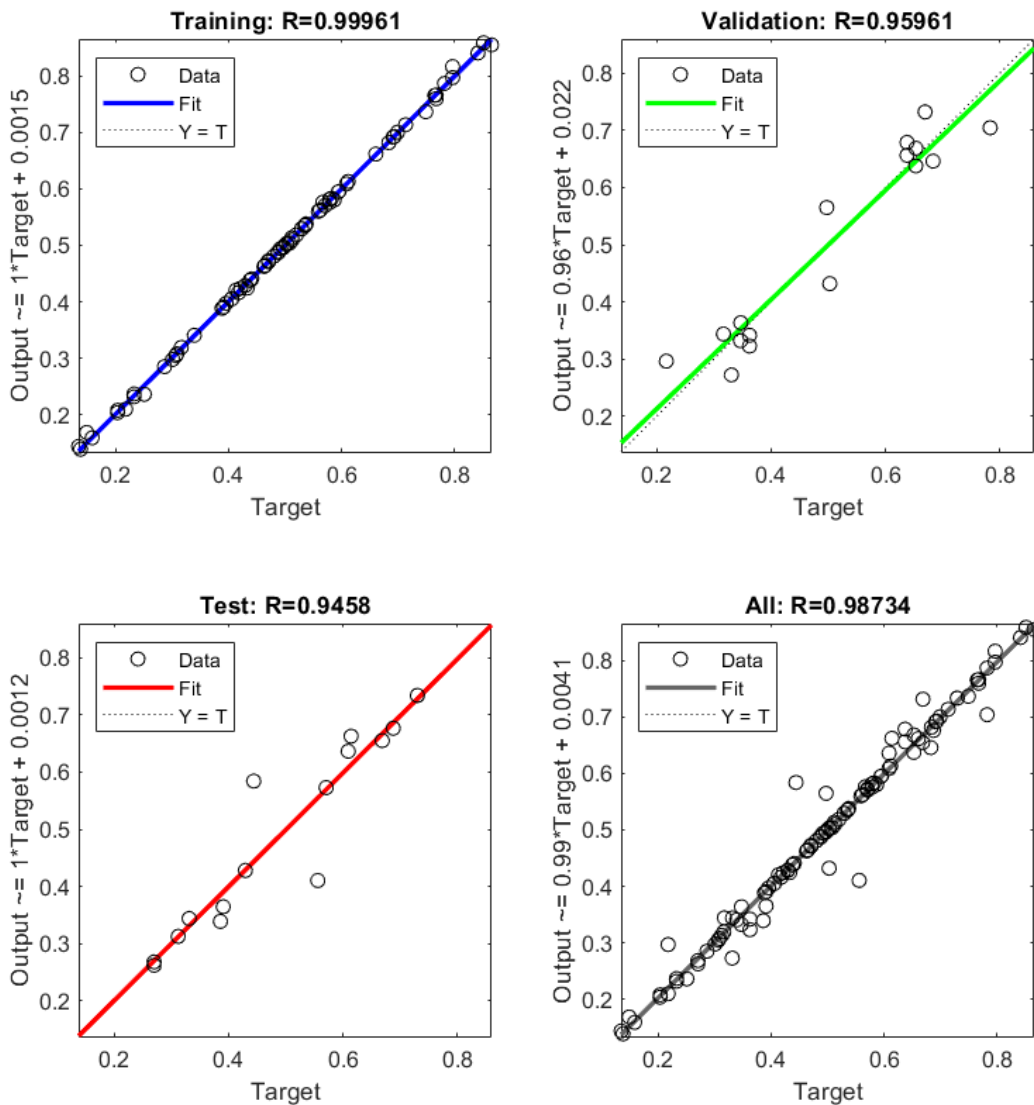 Training: R=0.99961
Output ~= 1*Target + 0.0015
0.8
0.7
0.6
0.5
0.4
0.3
0.2
Data
Fit
Y = T
0.2 0.4 0.6 0.8
Target
Validation: R=0.95961
Output ~= 0.96*Target + 0.022
0.8
0.7
0.6
0.5
0.4
0.3
0.2
Data
Fit
Y = T
0.2 0.4 0.6 0.8
Target
Test: R=0.9458
Output ~= 1*Target + 0.0012
0.8
0.7
0.6
0.5
0.4
0.3
0.2
Data
Fit
Y = T
0.2 0.4 0.6 0.8
Target
All: R=0.98734
Output ~= 0.99*Target + 0.0041
0.8
0.7
0.6
0.5
0.4
0.3
0.2
Data
Fit
Y = T
0.2 0.4 0.6 0.8
Target